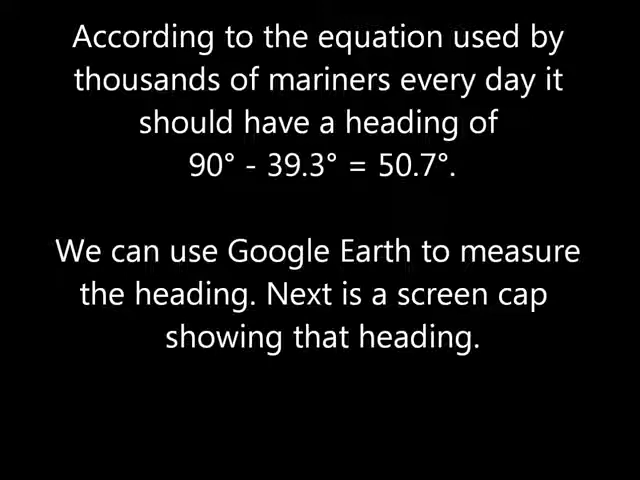 According to the equation used by
thousands of mariners every day it
should have a heading of
90° - 39.3° = 50.7°.
We can use Google Earth to measure
the heading. Next is a screen cap
showing that heading.